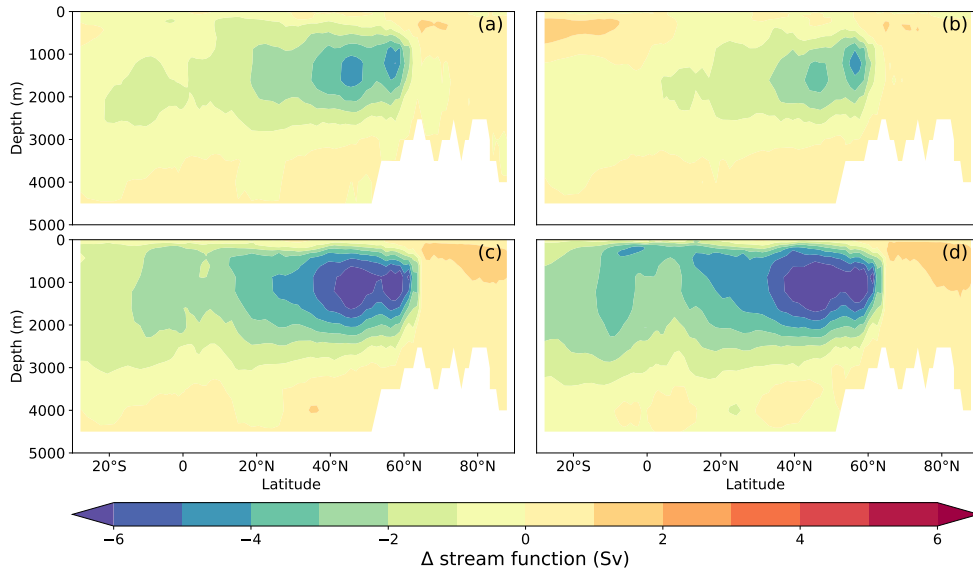 (a)
(b)
0
1000
2000
3000
4000
5000
Depth (m)
(c)
(d)
0
1000
2000
3000
4000
5000
Depth (m)
20°S 0 20°N 40°N 60°N 80°N
20°S 0 20°N 40°N 60°N 80°N
Latitude
Latitude
−6 −4 −2 0 2 4 6
Δ stream function (Sv)